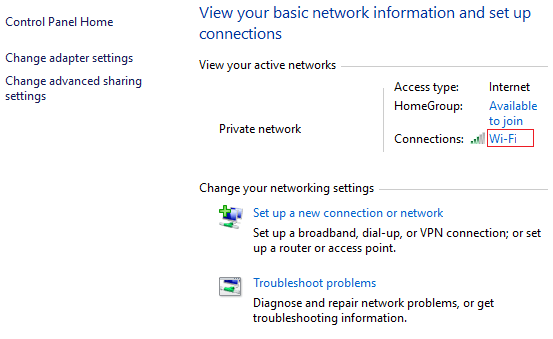 Control Panel Home
Change adapter settings
Change advanced sharing
settings
View your basic network information and set up
connections
View your active networks
Private network
Access type: Internet
HomeGroup: Available
to join
Connections: Wi-Fi
Change your networking settings
Set up a new connection or network
Set up a broadband, dial-up, or VPN connection; or set
up a router or access point.
Troubleshoot problems
Diagnose and repair network problems, or get
troubleshooting information.